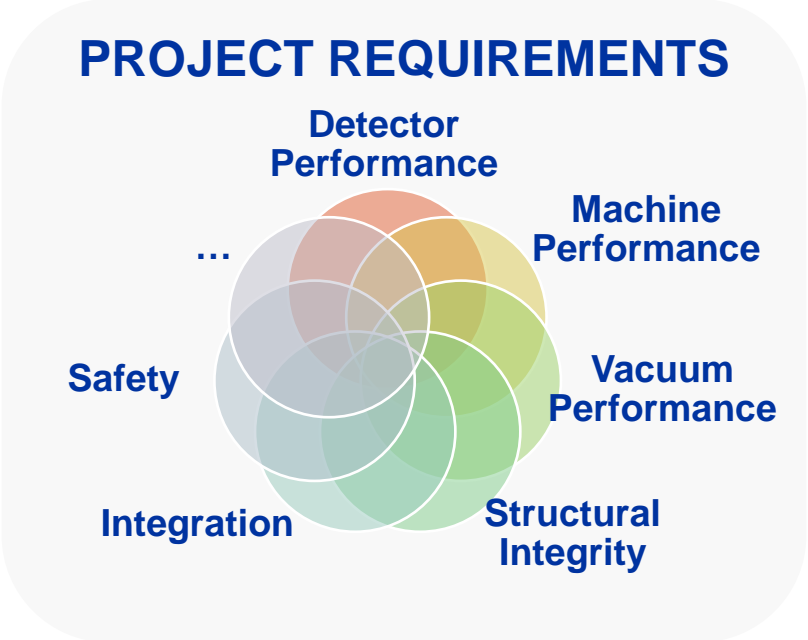 PROJECT REQUIREMENTS
Detector
Performance
Machine
Performance
...
Vacuum
Performance
Safety
Structural
Integrity
Integration